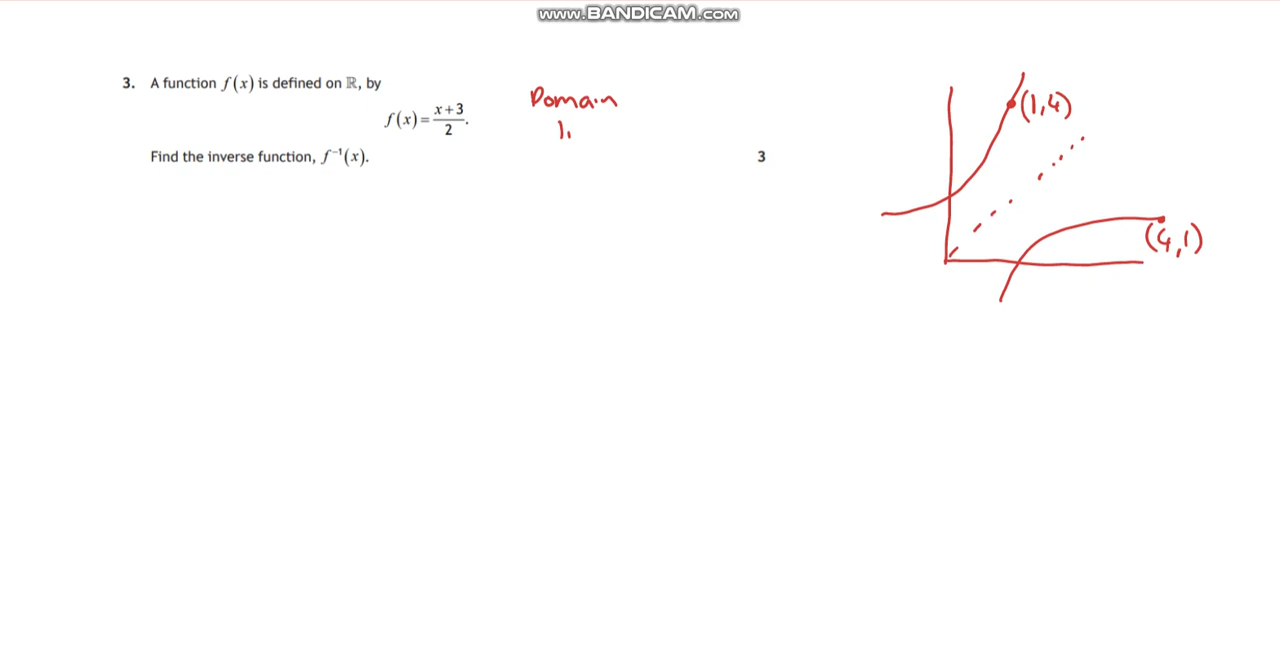 www.BANDICAM.com
3. A function f(x) is defined on ℝ, by
f(x) = x+3/2.
Find the inverse function, f⁻¹(x).
3
Domain
1,
(1,4)
(4,1)